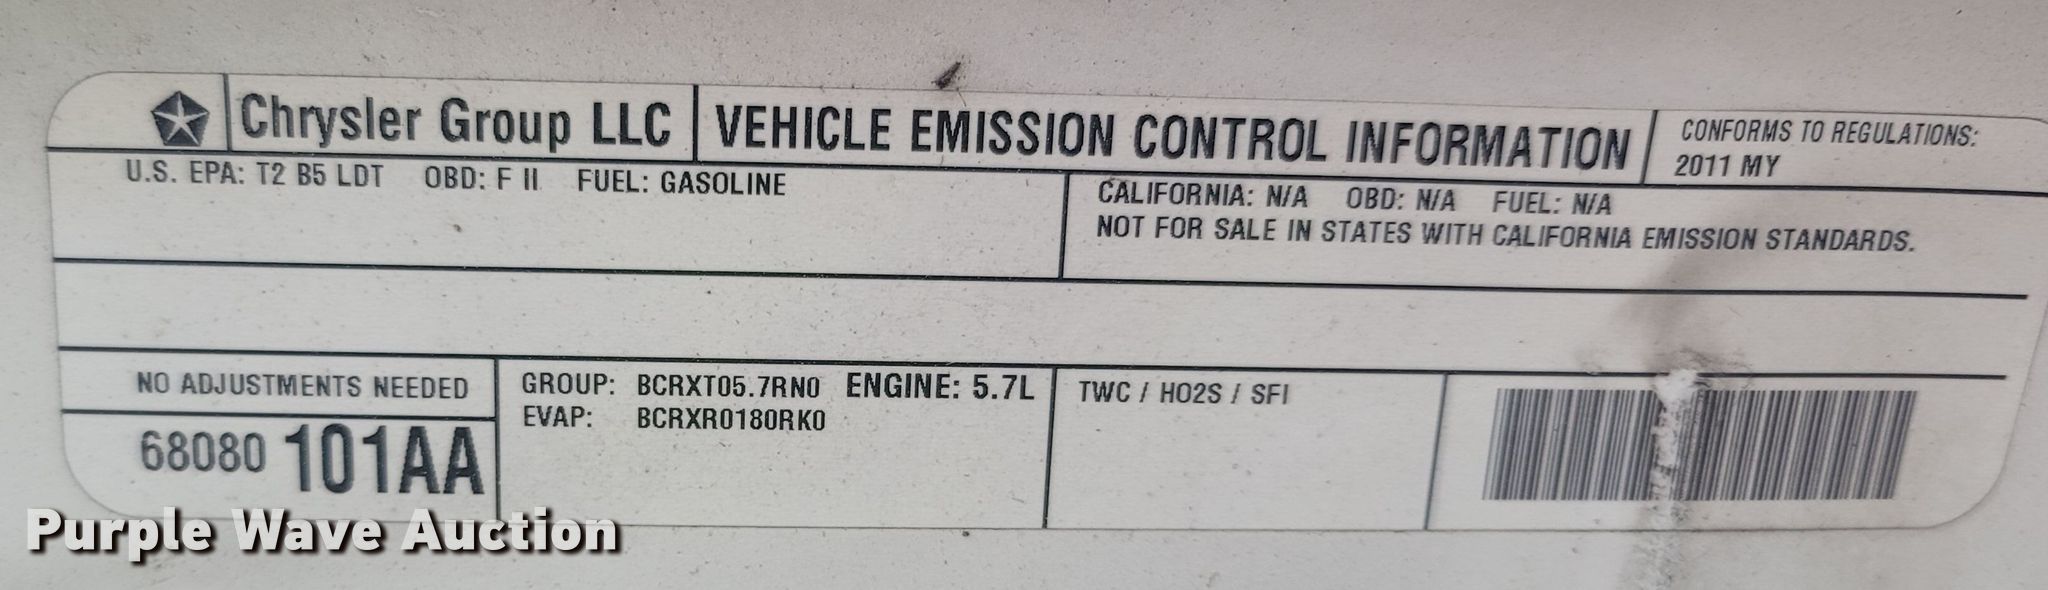 Chrysler Group LLC VEHICLE EMISSION CONTROL INFORMATION
CONFORMS TO REGULATIONS:
2011 MY
U.S. EPA: T2 B5 LDT OBD: F II FUEL: GASOLINE
CALIFORNIA: N/A OBD: N/A FUEL: N/A
NOT FOR SALE IN STATES WITH CALIFORNIA EMISSION STANDARDS.
NO ADJUSTMENTS NEEDED
68080 101AA
GROUP: BCRXT05.7RN0 ENGINE: 5.7L
EVAP: BCRXR0180RK0
TWC / HO2S / SFI
Purple Wave Auction